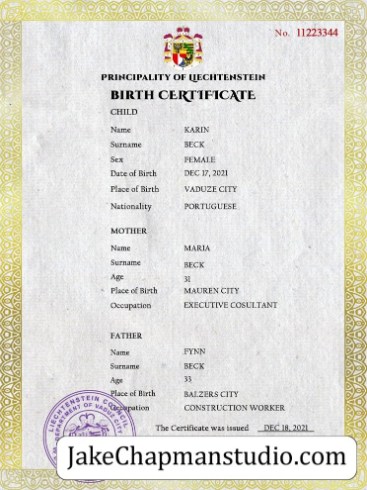 No. 11223344
PRINCIPALITY OF LIECHTENSTEIN
BIRTH CERTIFICATE
CHILD
Name KARIN
Surname BECK
Sex FEMALE
Date of Birth DEC 17, 2021
Place of Birth VADUZE CITY
Nationality PORTUGUESE
MOTHER
Name MARIA
Surname BECK
Age 31
Place of Birth MAUREN CITY
Occupation EXECUTIVE COSULTANT
FATHER
Name FYNN
Surname BECK
Age 33
Place of Birth BALZERS CITY
CONSTRUCTION WORKER
LIECHTENSTEIN
DEPARTMENT OF
The Certificate was issued DEC 18, 2021
JakeChapmanstudio.com